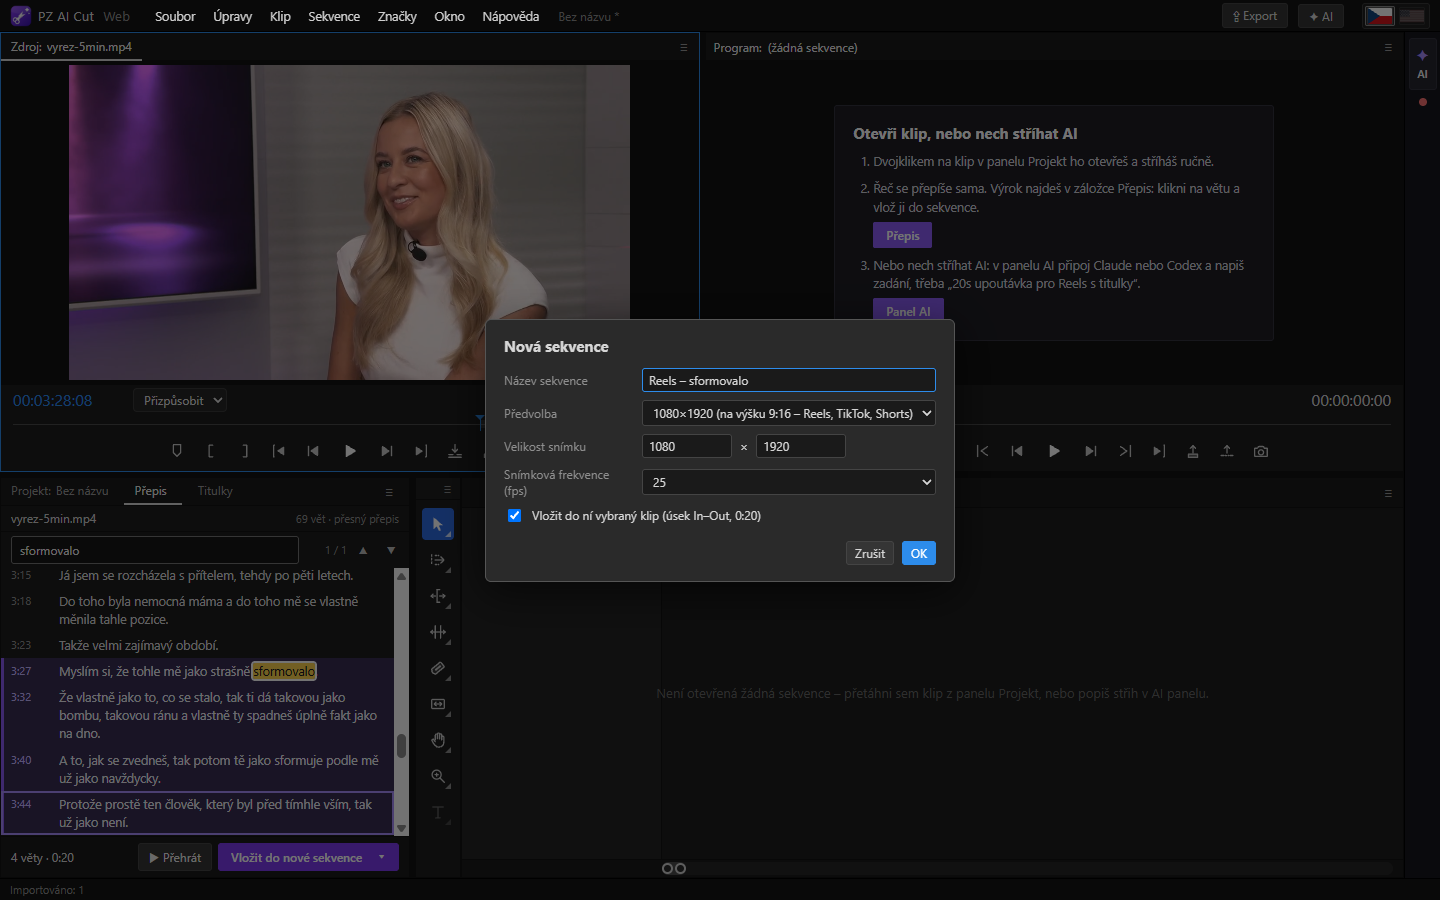 PZ AI Cut Web Soubor Úpravy Klip Sekvence Značky Okno Nápověda Bez názvu * Export AI
Zdroj: vyrez-5min.mp4
Program: (žádná sekvence)
AI
Otevři klip, nebo nech stříhat AI
1. Dvojklikem na klip v panelu Projekt ho otevřeš a stříháš ručně.
2. Řeč se přepíše sama. Výrok najdeš v záložce Přepis: klikni na větu a
vlož ji do sekvence.
Přepis
3. Nebo nech stříhat AI: v panelu AI připoj Claude nebo Codex a napiš
zadání, třeba „20s upoutávka pro Reels s titulky“.
Panel AI
00:03:28:08 Přizpůsobit
00:00:00:00
Nová sekvence
Název sekvence Reels – sformovalo
Předvolba 1080×1920 (na výšku 9:16 – Reels, TikTok, Shorts)
Velikost snímku 1080 × 1920
Snímková frekvence
(fps) 25
Vložit do ní vybraný klip (úsek In–Out, 0:20)
Zrušit OK
Projekt: Bez názvu Přepis Titulky
vyrez-5min.mp4 69 vět · přesný přepis
sformovalo 1 / 1
3:15 Já jsem se rozcházela s přítelem, tehdy po pěti letech.
3:18 Do toho byla nemocná máma a do toho mě se vlastně
měnila tahle pozice.
3:23 Takže velmi zajímavý období.
3:27 Myslím si, že tohle mě jako strašně sformovalo
3:32 Že vlastně jako to, co se stalo, tak ti dá takovou jako
bombu, takovou ránu a vlastně ty spadneš úplně fakt jako
na dno.
3:40 A to, jak se zvedneš, tak potom tě jako sformuje podle mě
už jako navždycky.
3:44 Protože prostě ten člověk, který byl před tímhle vším, tak
už jako není.
4 věty · 0:20 Přehrát Vložit do nové sekvence
Není otevřená žádná sekvence – přetáhni sem klip z panelu Projekt, nebo popiš střih v AI panelu.
Importováno: 1